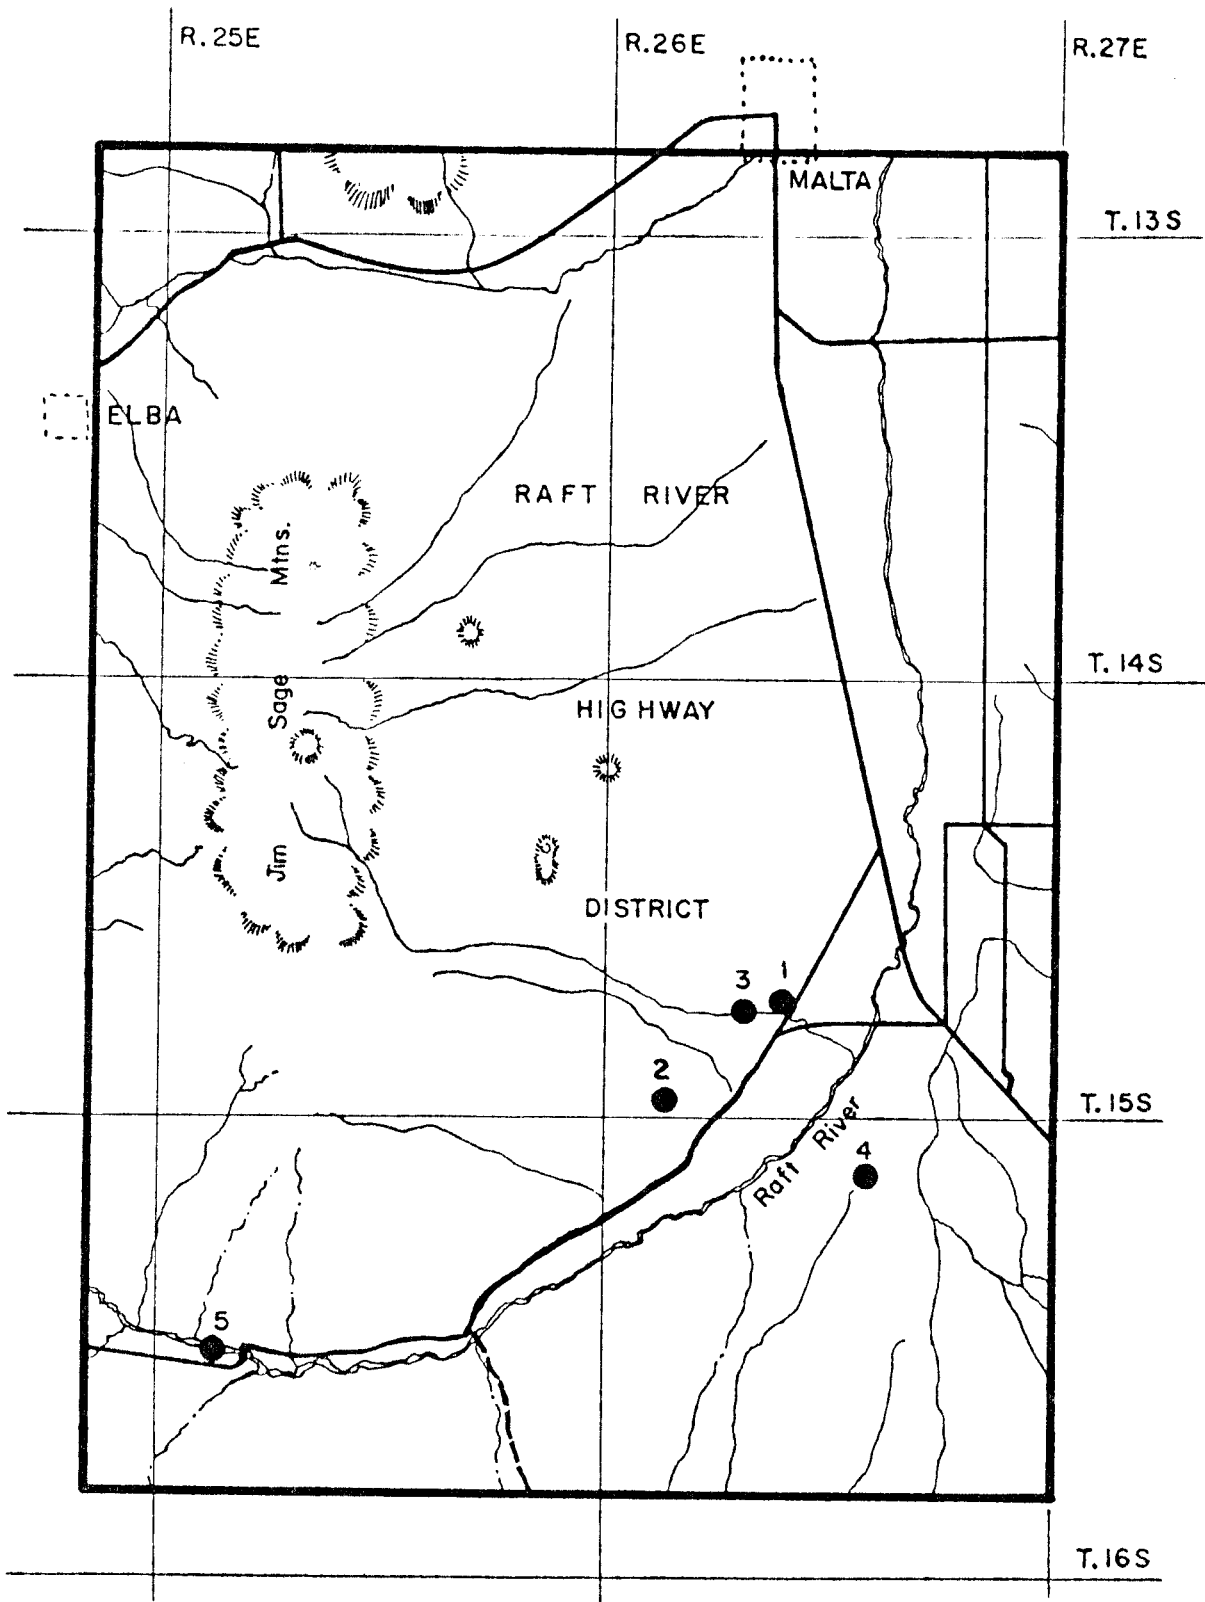 R.25E
R.26E
R.27E
MALTA
T.13S
ELBA
RAFT RIVER
Jim Sage Mtns.
T.14S
HIGHWAY
DISTRICT
3
1
2
T.15S
Raft River
4
5
T.16S